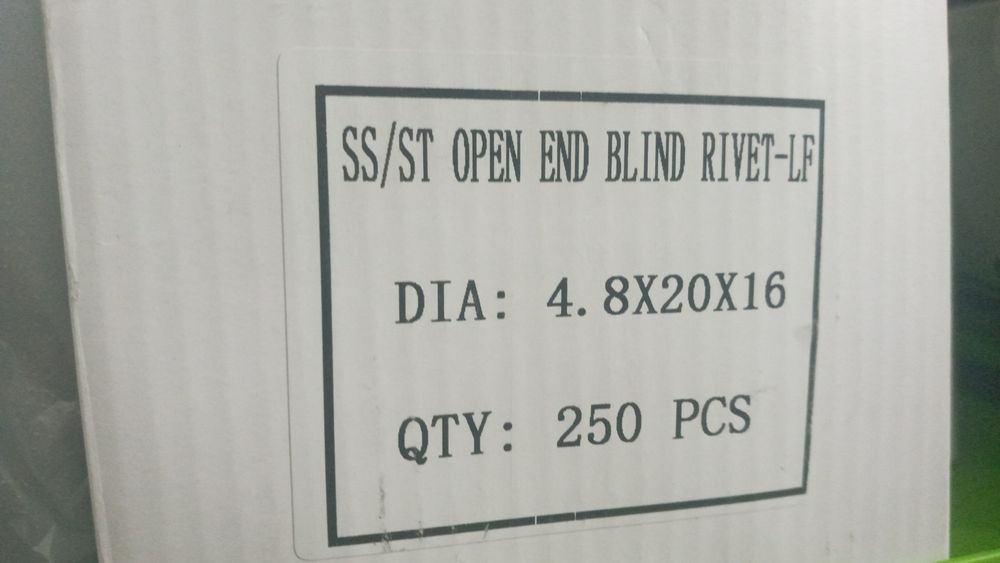 SS/ST OPEN END BLIND RIVET-LF
DIA: 4.8X20X16
QTY: 250 PCS